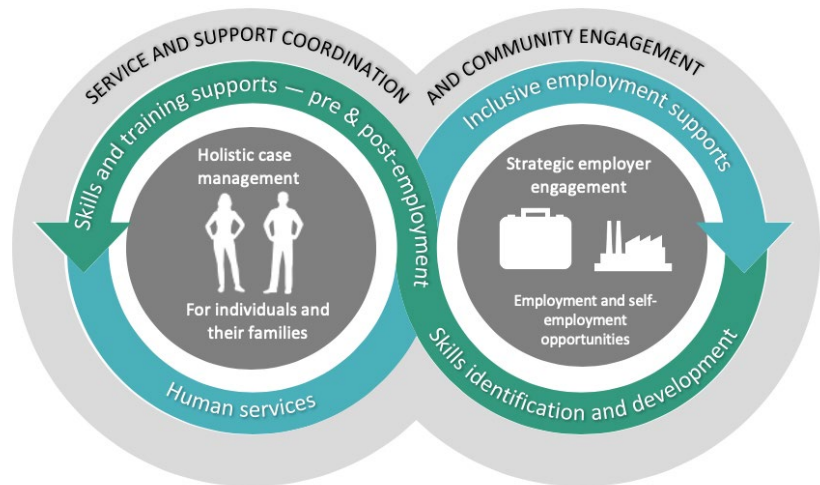 SERVICE AND SUPPORT COORDINATION
AND COMMUNITY ENGAGEMENT
Skills and training supports — pre & post-employment
Inclusive employment supports
Holistic case
management
For individuals and
their families
Strategic employer
engagement
Employment and self-
employment
opportunities
Human services
Skills identification and development